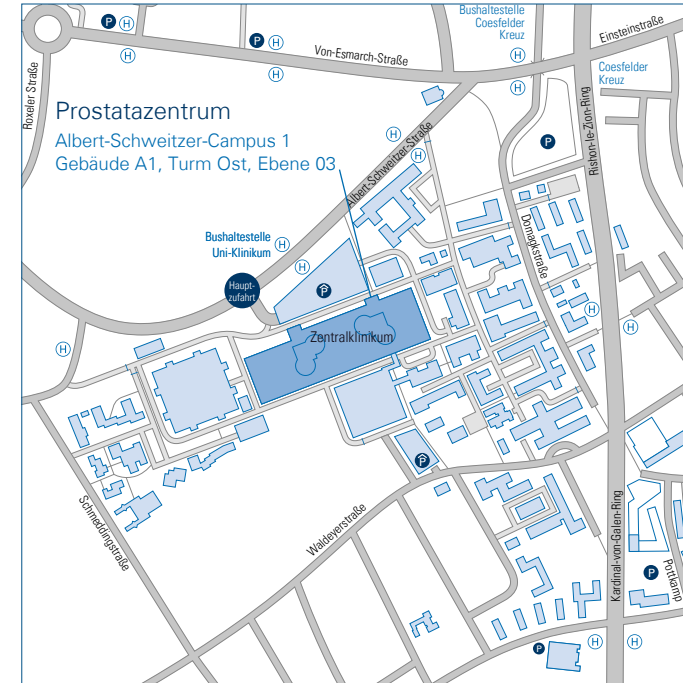 Bushaltestelle
Coesfelder
Kreuz
P
H
H
P
H
H
H
H
Von-Esmarch-Straße
Einsteinstraße
Coesfelder
Kreuz
Roxeler Straße
Prostatazentrum
Albert-Schweitzer-Campus 1
Gebäude A1, Turm Ost, Ebene 03
Albert-Schweitzer-Straße
H
H
P
Rishon-le-Zion-Ring
Domagkstraße
Bushaltestelle
Uni-Klinikum
H
H
Haupt-
zufahrt
P
Zentralklinikum
H
H
H
P
Schmeddingstraße
Waldeyerstraße
Kardinal-von-Galen-Ring
P
Pottkamp
P
H
H